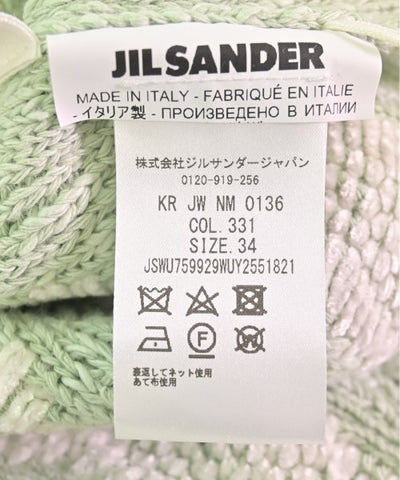 JIL SANDER
MADE IN ITALY - FABRIQUÉ EN ITALIE
- イタリア製 - ПРОИЗВЕДЕНО В ИТАЛИИ
株式会社ジルサンダージャパン
0120-919-256
KR JW NM 0136
COL. 331
SIZE. 34
JSWU759929WUY2551821
F
裏返してネット使用
あて布使用